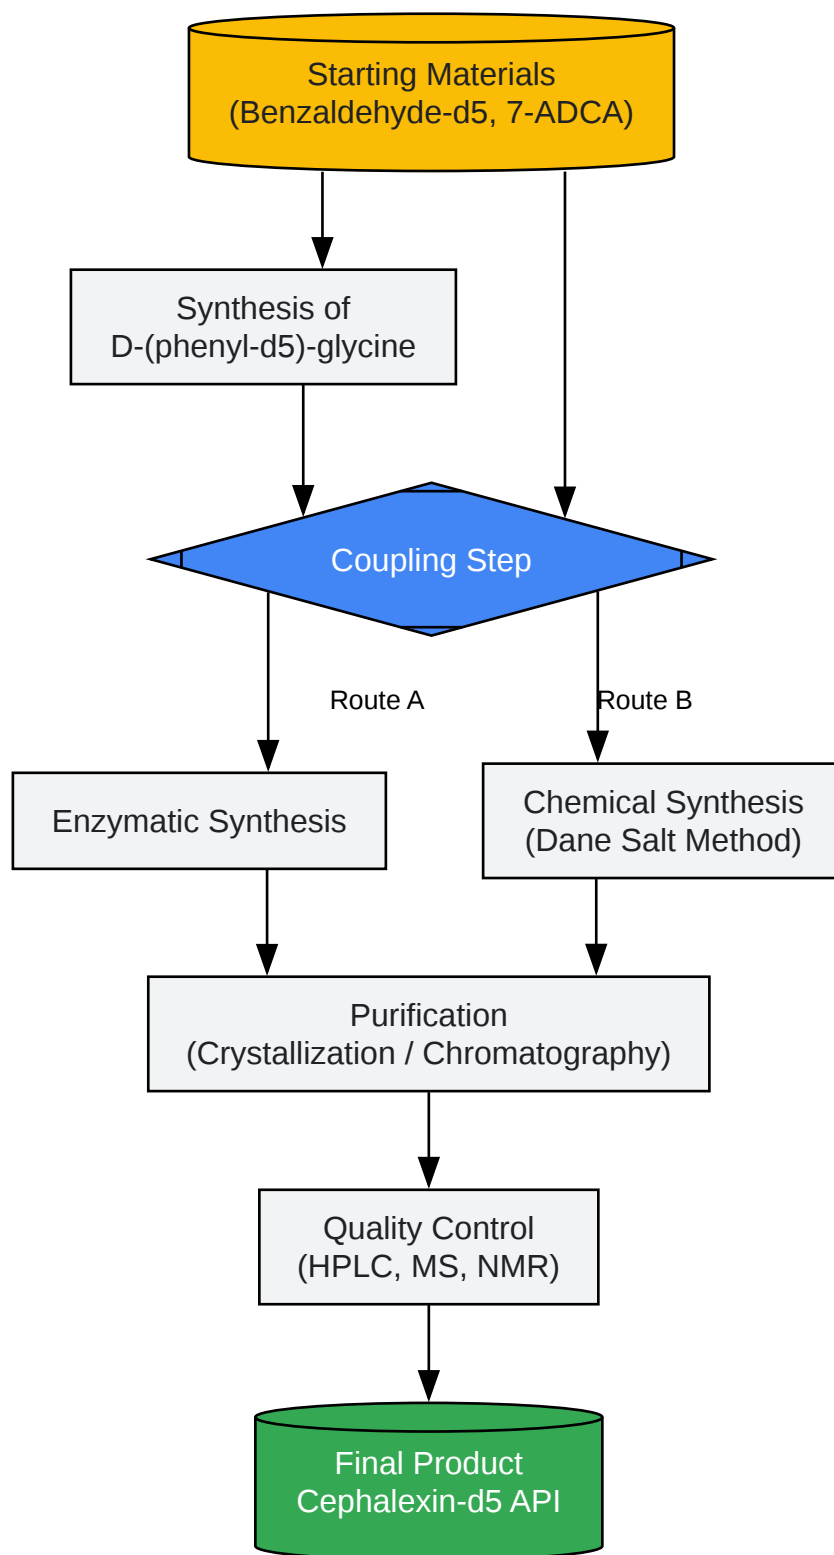 Starting Materials
(Benzaldehyde-d5, 7-ADCA)
Synthesis of
D-(phenyl-d5)-glycine
Coupling Step
Route A
Route B
Enzymatic Synthesis
Chemical Synthesis
(Dane Salt Method)
Purification
(Crystallization / Chromatography)
Quality Control
(HPLC, MS, NMR)
Final Product
Cephalexin-d5 API